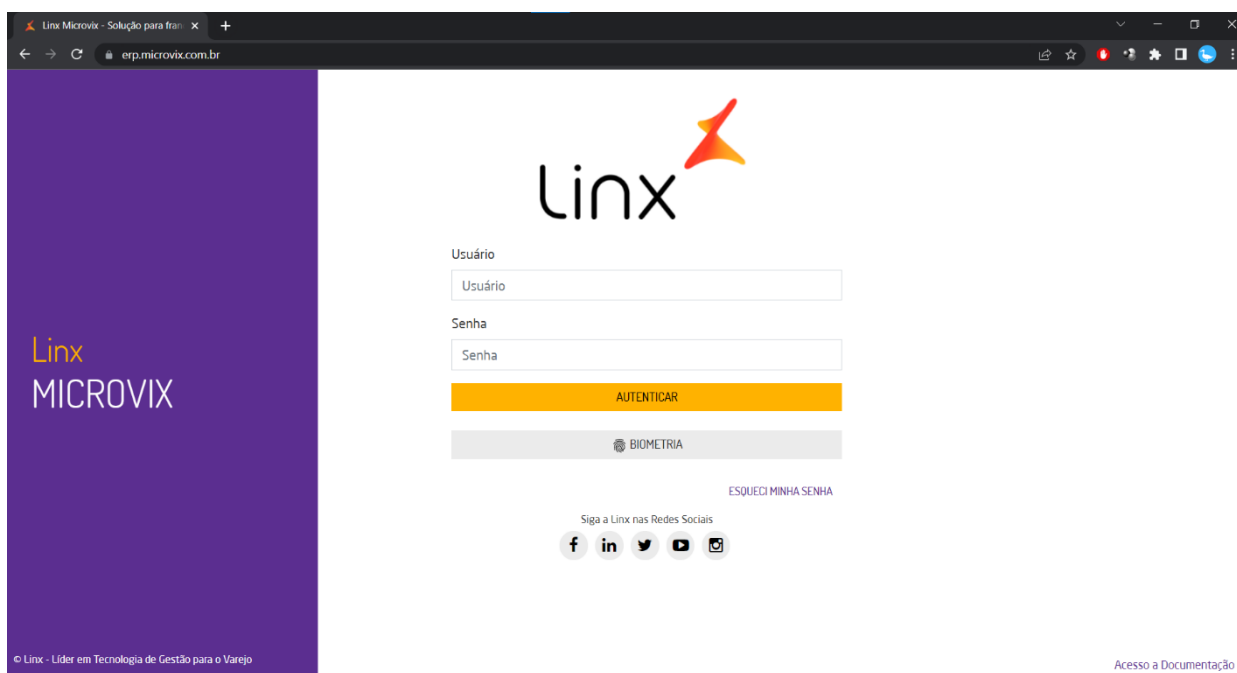 Linx Microvix - Solução para fran
erp.microvix.com.br
Linx
Usuário
Usuário
Senha
Senha
Linx
MICROVIX
AUTENTICAR
BIOMETRIA
ESQUECI MINHA SENHA
Siga a Linx nas Redes Sociais
© Linx - Líder em Tecnologia de Gestão para o Varejo
Acesso a Documentação